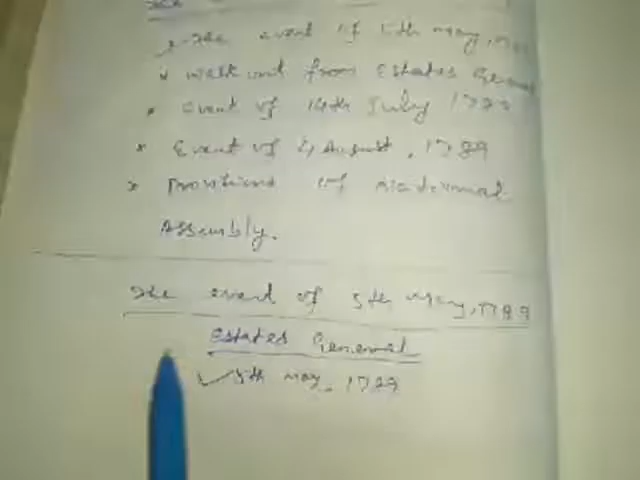 The event of 5th May, 1789
* walk out from Estates General
* Event of 14th July 1789
* Event of 4 August, 1789
* Provisions of National
Assembly.
The event of 5th May, 1789
Estates General
5th may, 1789